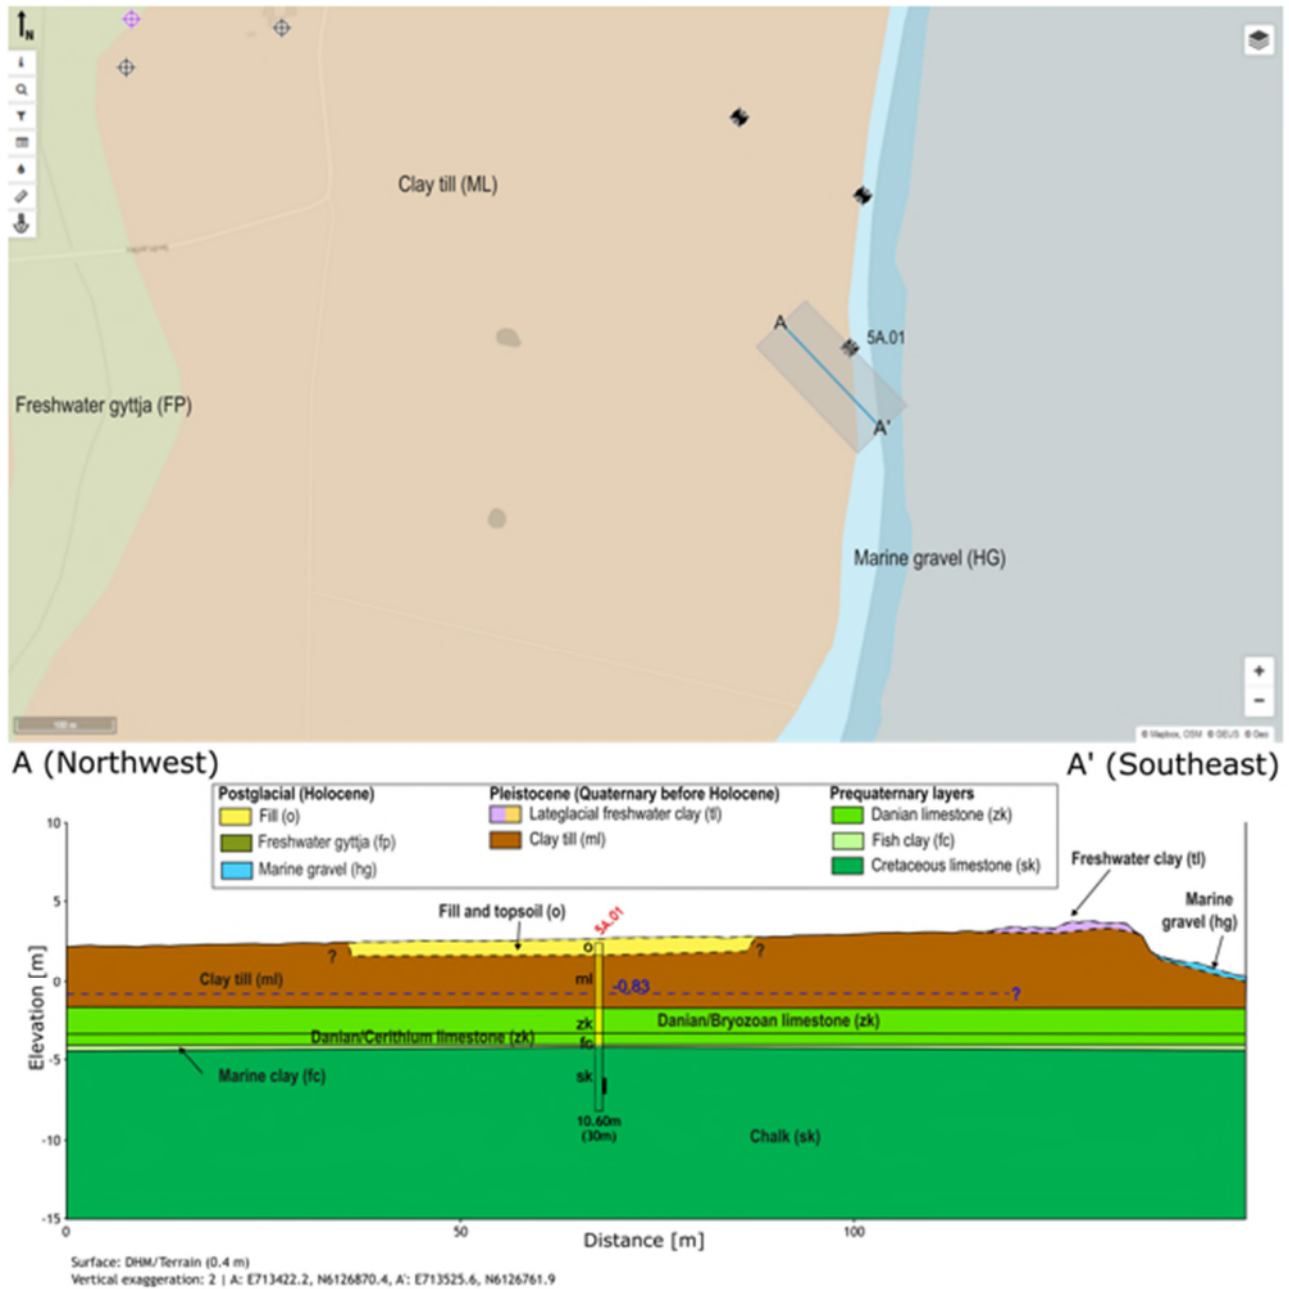 N
Clay till (ML)
A
5A.01
Freshwater gyttja (FP)
A'
Marine gravel (HG)
+
−
100 m
© Mapbox, OSM © GEUS © Geo
A (Northwest)
A' (Southeast)
Postglacial (Holocene)
Fill (o)
Freshwater gyttja (fp)
Marine gravel (hg)
Pleistocene (Quaternary before Holocene)
Lateglacial freshwater clay (tl)
Clay till (ml)
Prequaternary layers
Danian limestone (zk)
Fish clay (fc)
Cretaceous limestone (sk)
10
5
0
-5
-10
-15
Elevation [m]
Freshwater clay (tl)
Marine
gravel (hg)
Fill and topsoil (o)
5A.01
?
o
?
Clay till (ml)
ml
-0,83
?
zk
Danian/Bryozoan limestone (zk)
Danian/Cerithium limestone (zk)
fc
Marine clay (fc)
sk
10.60m
(30m)
Chalk (sk)
0
50
100
Distance [m]
Surface: DHM/Terrain (0.4 m)
Vertical exaggeration: 2 | A: E713422.2, N6126870.4, A': E713525.6, N6126761.9